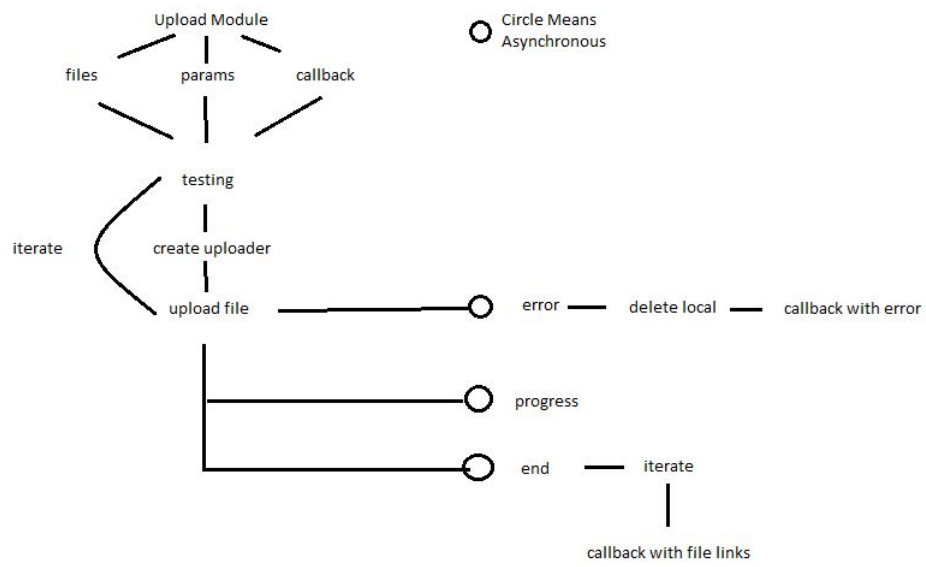 Upload Module
Circle Means
Asynchronous
files
params
callback
testing
iterate
create uploader
upload file
error
delete local
callback with error
progress
end
iterate
callback with file links